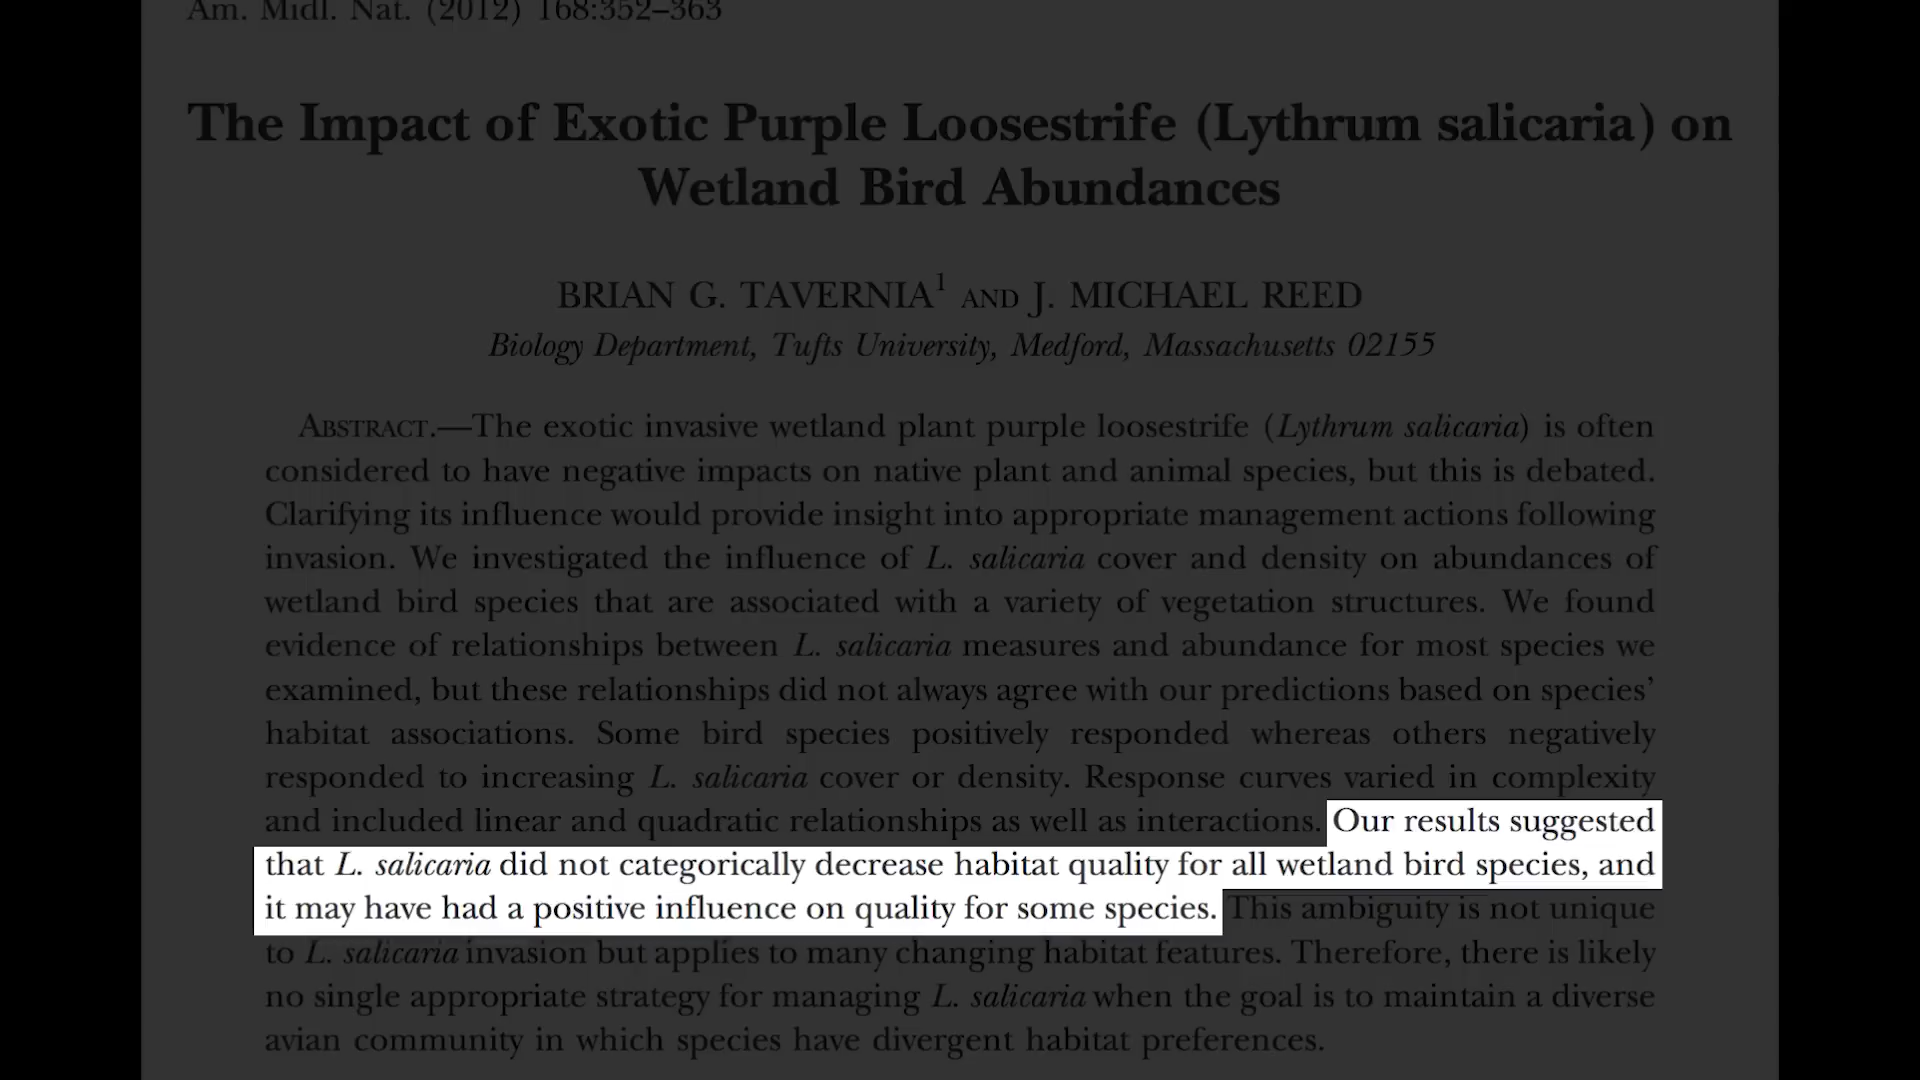 Am. Midl. Nat. (2012) 168:352–363
The Impact of Exotic Purple Loosestrife (Lythrum salicaria) on
Wetland Bird Abundances
BRIAN G. TAVERNIA1 AND J. MICHAEL REED
Biology Department, Tufts University, Medford, Massachusetts 02155
ABSTRACT.—The exotic invasive wetland plant purple loosestrife (Lythrum salicaria) is often
considered to have negative impacts on native plant and animal species, but this is debated.
Clarifying its influence would provide insight into appropriate management actions following
invasion. We investigated the influence of L. salicaria cover and density on abundances of
wetland bird species that are associated with a variety of vegetation structures. We found
evidence of relationships between L. salicaria measures and abundance for most species we
examined, but these relationships did not always agree with our predictions based on species’
habitat associations. Some bird species positively responded whereas others negatively
responded to increasing L. salicaria cover or density. Response curves varied in complexity
and included linear and quadratic relationships as well as interactions. Our results suggested
that L. salicaria did not categorically decrease habitat quality for all wetland bird species, and
it may have had a positive influence on quality for some species. This ambiguity is not unique
to L. salicaria invasion but applies to many changing habitat features. Therefore, there is likely
no single appropriate strategy for managing L. salicaria when the goal is to maintain a diverse
avian community in which species have divergent habitat preferences.